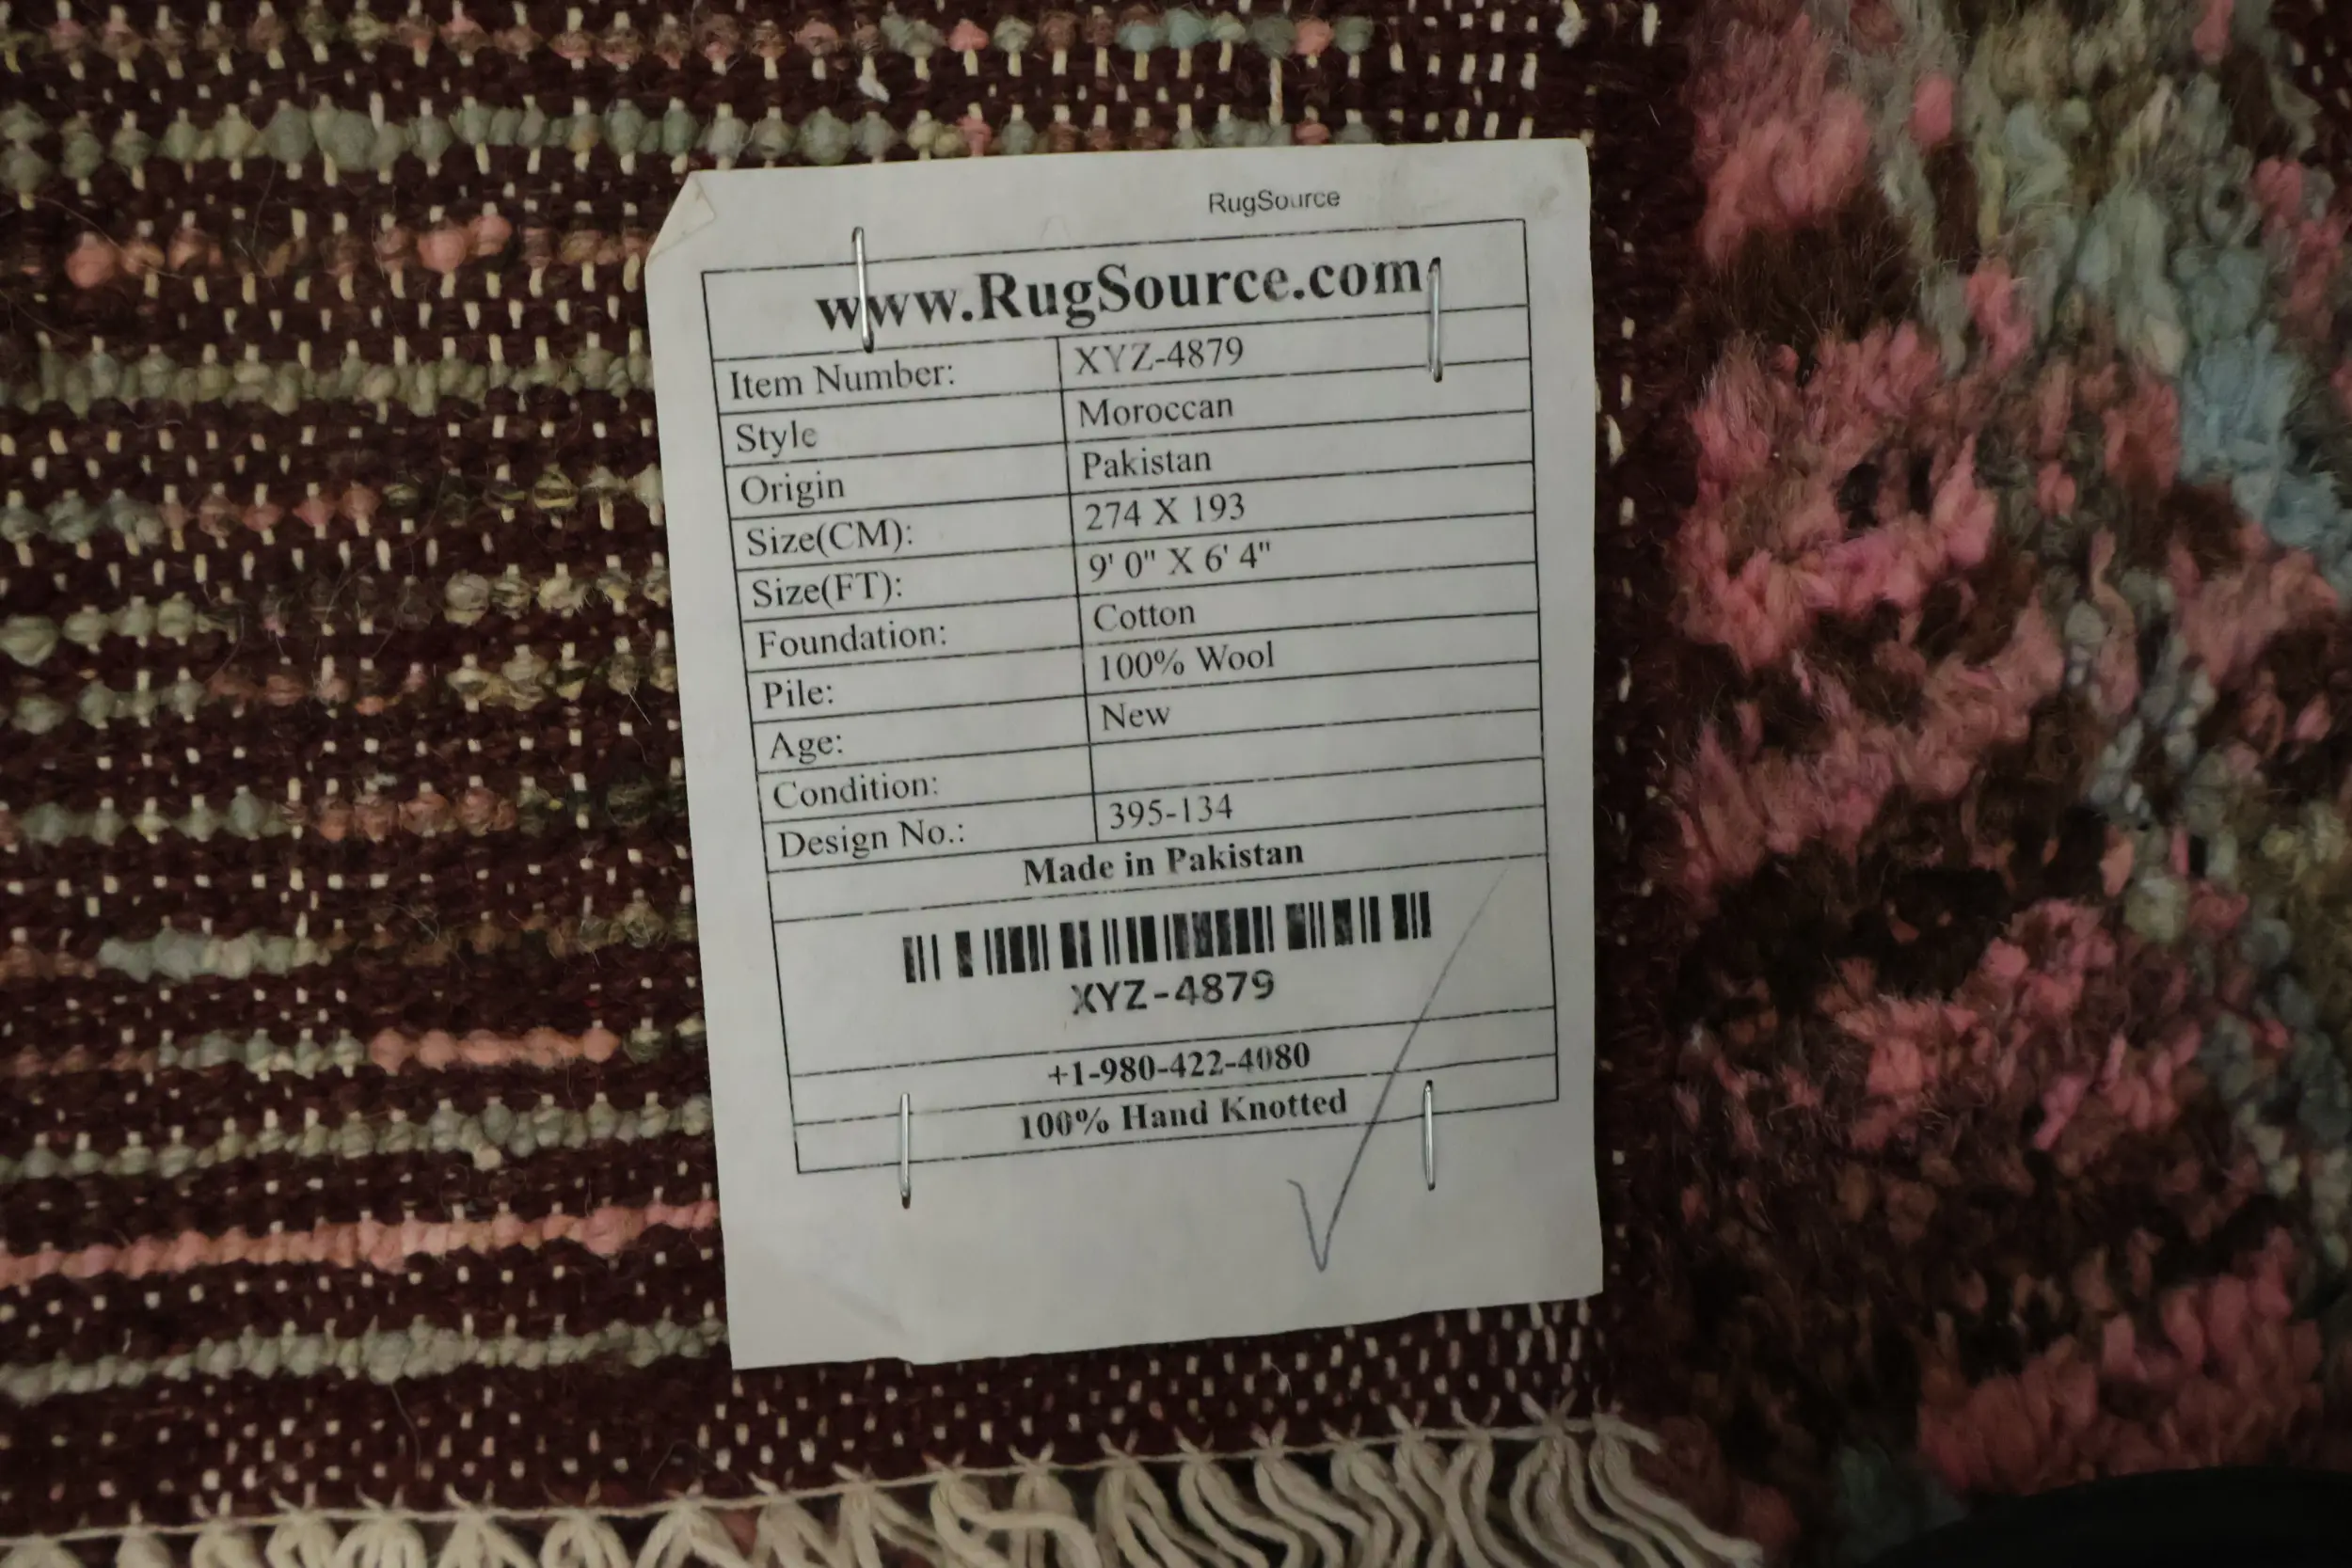 RugSource
www.RugSource.com
Item Number: XYZ-4879
Style Moroccan
Origin Pakistan
Size(CM): 274 X 193
Size(FT): 9' 0" X 6' 4"
Foundation: Cotton
Pile: 100% Wool
Age: New
Condition:
Design No.: 395-134
Made in Pakistan
XYZ-4879
+1-980-422-4080
100% Hand Knotted